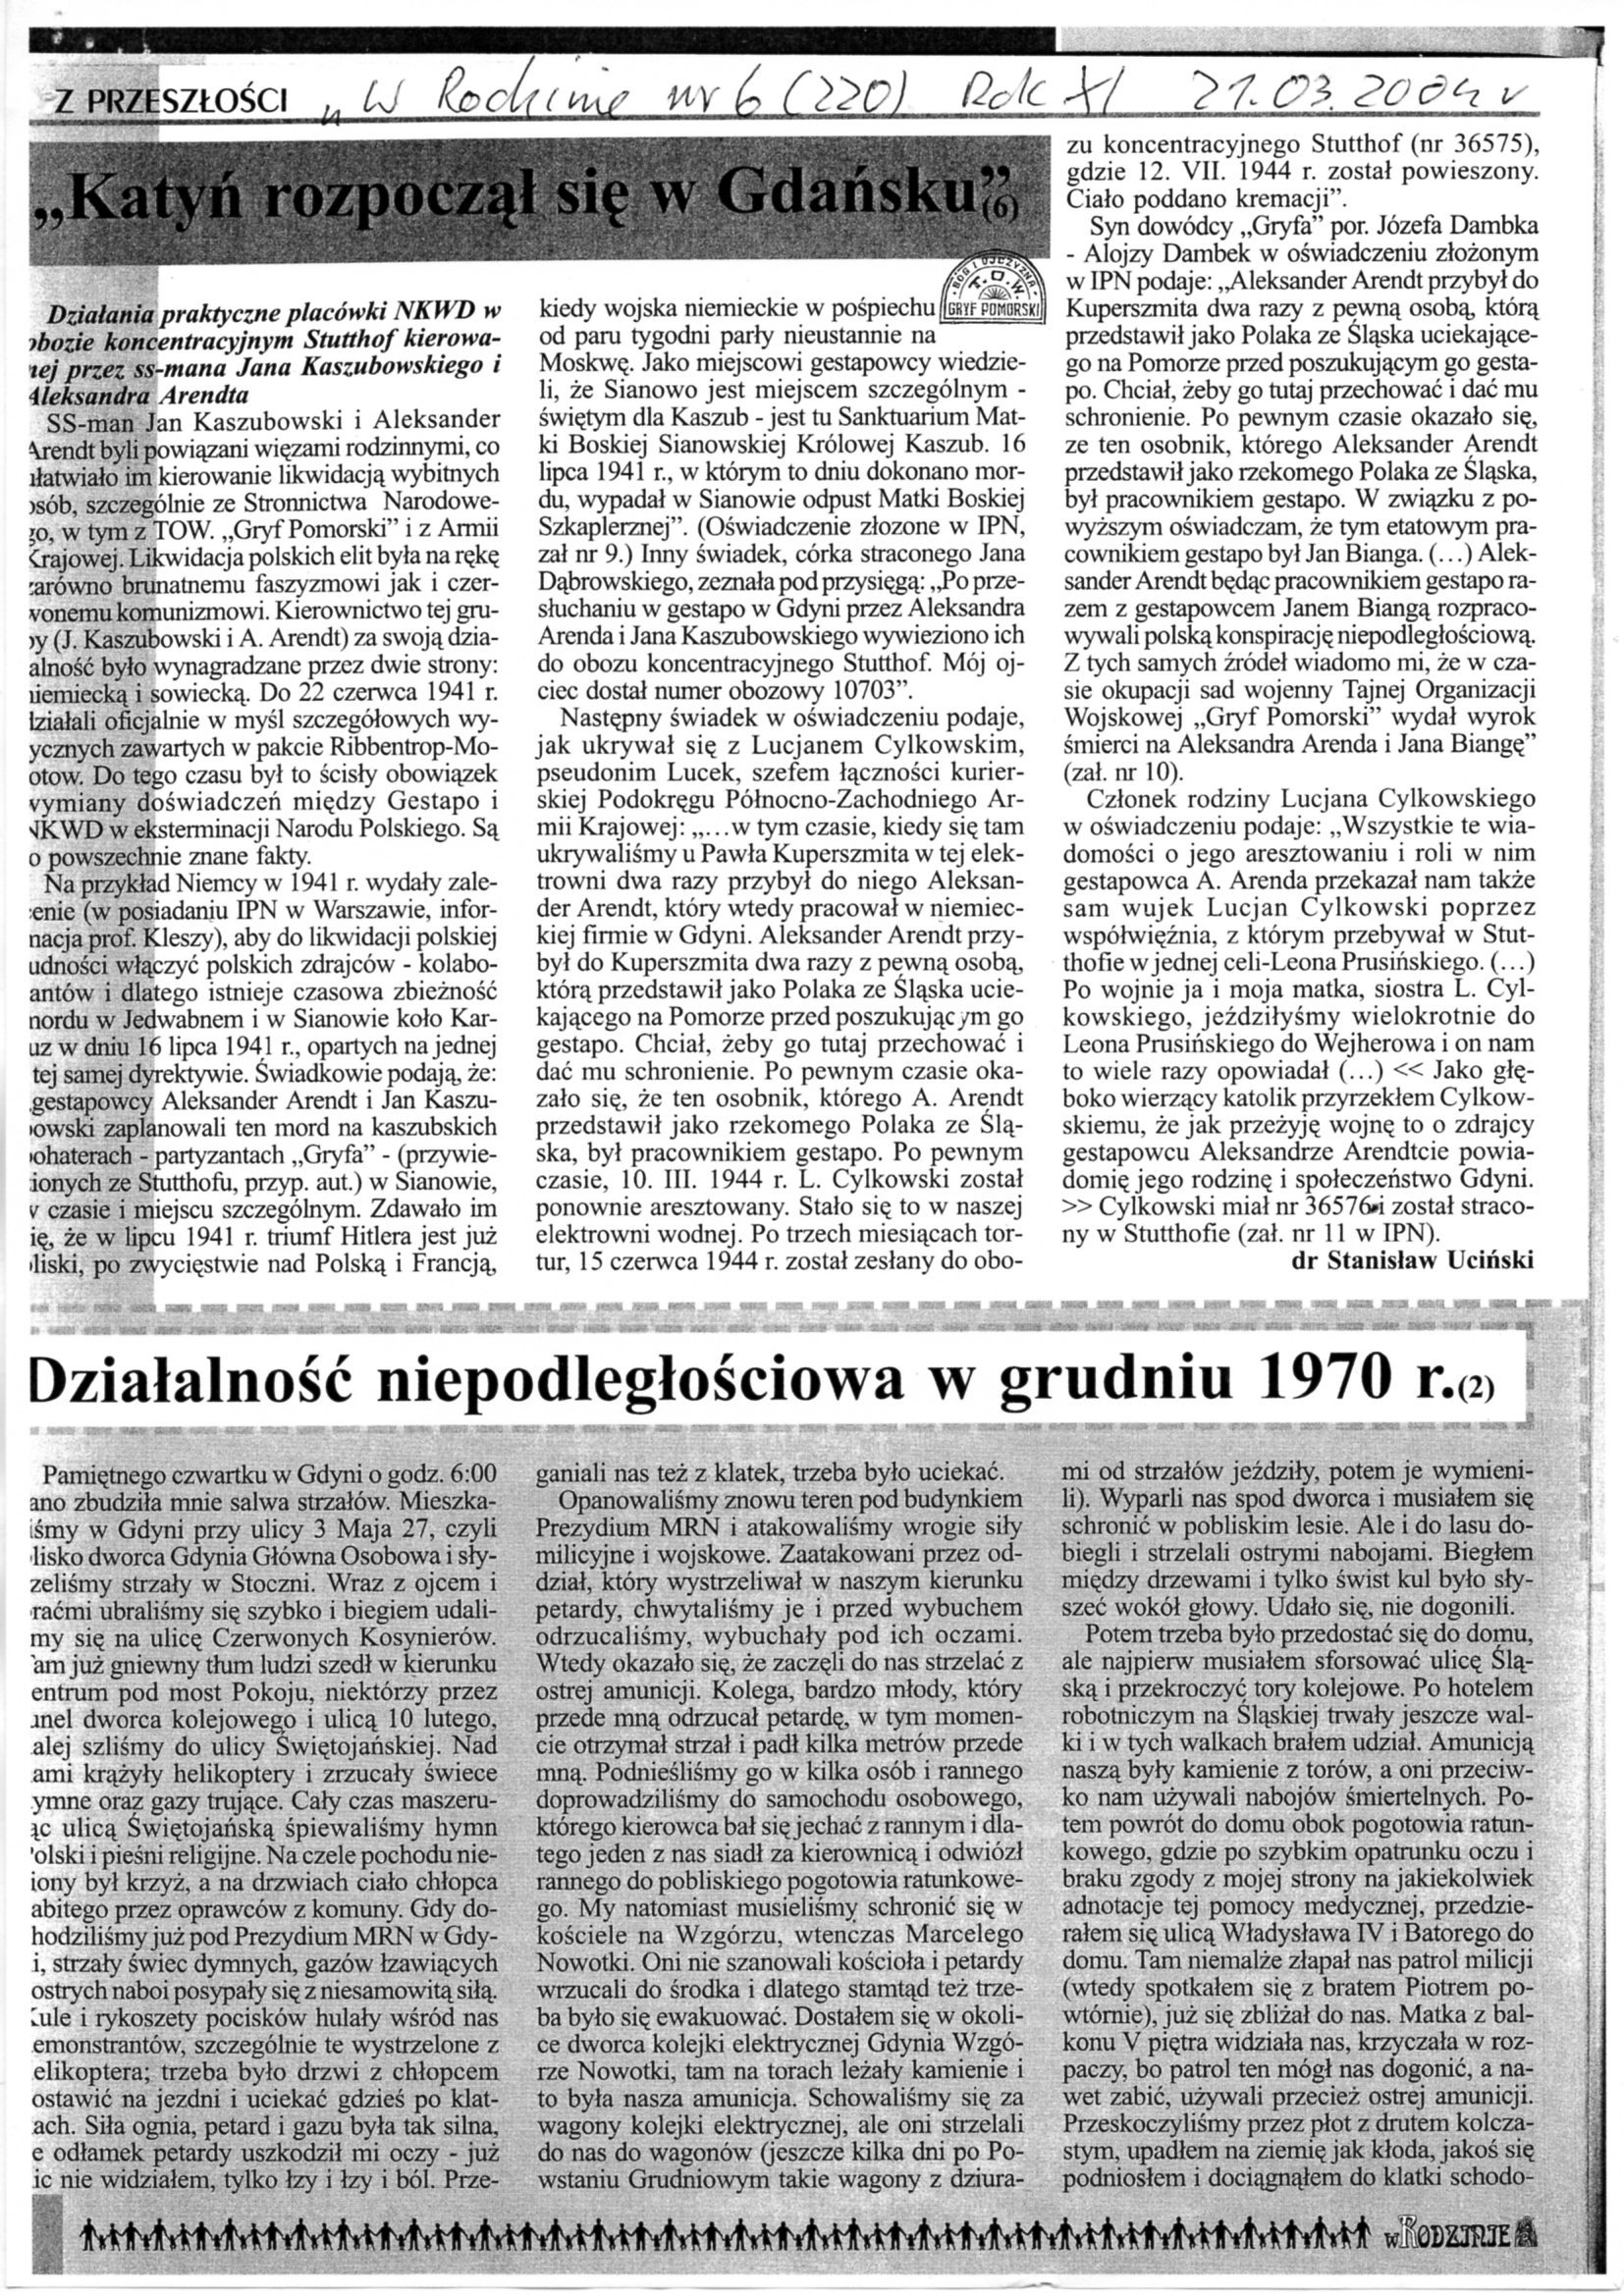 Z PRZESZŁOŚCI „W Rodzinie nr 6 (220) Rok XI 21.03.2004 r
„Katyń rozpoczął się w Gdańsku”(6)
BÓG I OJCZYZNA
T.O.W.
GRYF POMORSKI
Działania praktyczne placówki NKWD w
obozie koncentracyjnym Stutthof kierowa-
nej przez ss-mana Jana Kaszubowskiego i
Aleksandra Arendta
SS-man Jan Kaszubowski i Aleksander
Arendt byli powiązani więzami rodzinnymi, co
ułatwiało im kierowanie likwidacją wybitnych
osób, szczególnie ze Stronnictwa Narodowe-
go, w tym z TOW. „Gryf Pomorski” i z Armii
Krajowej. Likwidacja polskich elit była na rękę
zarówno brunatnemu faszyzmowi jak i czer-
wonemu komunizmowi. Kierownictwo tej gru-
py (J. Kaszubowski i A. Arendt) za swoją dzia-
alność było wynagradzane przez dwie strony:
niemiecką i sowiecką. Do 22 czerwca 1941 r.
działali oficjalnie w myśl szczegółowych wy-
ycznych zawartych w pakcie Ribbentrop-Mo-
otow. Do tego czasu był to ścisły obowiązek
wymiany doświadczeń między Gestapo i
NKWD w eksterminacji Narodu Polskiego. Są
o powszechnie znane fakty.
Na przykład Niemcy w 1941 r. wydały zale-
cenie (w posiadaniu IPN w Warszawie, infor-
nacja prof. Kleszy), aby do likwidacji polskiej
udności włączyć polskich zdrajców - kolabo-
antów i dlatego istnieje czasowa zbieżność
nordu w Jedwabnem i w Sianowie koło Kar-
uz w dniu 16 lipca 1941 r., opartych na jednej
tej samej dyrektywie. Świadkowie podają, że:
„gestapowcy Aleksander Arendt i Jan Kaszu-
bowski zaplanowali ten mord na kaszubskich
bohaterach - partyzantach „Gryfa” - (przywie-
zionych ze Stutthofu, przyp. aut.) w Sianowie,
w czasie i miejscu szczególnym. Zdawało im
ię, że w lipcu 1941 r. triumf Hitlera jest już
bliski, po zwycięstwie nad Polską i Francją,
kiedy wojska niemieckie w pośpiechu
od paru tygodni parły nieustannie na
Moskwę. Jako miejscowi gestapowcy wiedzie-
li, że Sianowo jest miejscem szczególnym -
świętym dla Kaszub - jest tu Sanktuarium Mat-
ki Boskiej Sianowskiej Królowej Kaszub. 16
lipca 1941 r., w którym to dniu dokonano mor-
du, wypadał w Sianowie odpust Matki Boskiej
Szkaplerznej”. (Oświadczenie złozone w IPN,
zał nr 9.) Inny świadek, córka straconego Jana
Dąbrowskiego, zeznała pod przysięgą: „Po prze-
słuchaniu w gestapo w Gdyni przez Aleksandra
Arenda i Jana Kaszubowskiego wywieziono ich
do obozu koncentracyjnego Stutthof. Mój oj-
ciec dostał numer obozowy 10703”.
Następny świadek w oświadczeniu podaje,
jak ukrywał się z Lucjanem Cylkowskim,
pseudonim Lucek, szefem łączności kurier-
skiej Podokręgu Północno-Zachodniego Ar-
mii Krajowej: „...w tym czasie, kiedy się tam
ukrywaliśmy u Pawła Kuperszmita w tej elek-
trowni dwa razy przybył do niego Aleksan-
der Arendt, który wtedy pracował w niemiec-
kiej firmie w Gdyni. Aleksander Arendt przy-
był do Kuperszmita dwa razy z pewną osobą,
którą przedstawił jako Polaka ze Śląska ucie-
kającego na Pomorze przed poszukującym go
gestapo. Chciał, żeby go tutaj przechować i
dać mu schronienie. Po pewnym czasie oka-
zało się, że ten osobnik, którego A. Arendt
przedstawił jako rzekomego Polaka ze Ślą-
ska, był pracownikiem gestapo. Po pewnym
czasie, 10. III. 1944 r. L. Cylkowski został
ponownie aresztowany. Stało się to w naszej
elektrowni wodnej. Po trzech miesiącach tor-
tur, 15 czerwca 1944 r. został zesłany do obo-
zu koncentracyjnego Stutthof (nr 36575),
gdzie 12. VII. 1944 r. został powieszony.
Ciało poddano kremacji”.
Syn dowódcy „Gryfa” por. Józefa Dambka
- Alojzy Dambek w oświadczeniu złożonym
w IPN podaje: „Aleksander Arendt przybył do
Kuperszmita dwa razy z pewną osobą, którą
przedstawił jako Polaka ze Śląska uciekające-
go na Pomorze przed poszukującym go gesta-
po. Chciał, żeby go tutaj przechować i dać mu
schronienie. Po pewnym czasie okazało się,
ze ten osobnik, którego Aleksander Arendt
przedstawił jako rzekomego Polaka ze Śląska,
był pracownikiem gestapo. W związku z po-
wyższym oświadczam, że tym etatowym pra-
cownikiem gestapo był Jan Bianga. (...) Alek-
sander Arendt będąc pracownikiem gestapo ra-
zem z gestapowcem Janem Biangą rozpraco-
wywali polską konspirację niepodległościową.
Z tych samych źródeł wiadomo mi, że w cza-
sie okupacji sad wojenny Tajnej Organizacji
Wojskowej „Gryf Pomorski” wydał wyrok
śmierci na Aleksandra Arenda i Jana Biangę”
(zał. nr 10).
Członek rodziny Lucjana Cylkowskiego
w oświadczeniu podaje: „Wszystkie te wia-
domości o jego aresztowaniu i roli w nim
gestapowca A. Arenda przekazał nam także
sam wujek Lucjan Cylkowski poprzez
współwięźnia, z którym przebywał w Stut-
thofie w jednej celi-Leona Prusińskiego. (...)
Po wojnie ja i moja matka, siostra L. Cyl-
kowskiego, jeździłyśmy wielokrotnie do
Leona Prusińskiego do Wejherowa i on nam
to wiele razy opowiadał (...) << Jako głę-
boko wierzący katolik przyrzekłem Cylkow-
skiemu, że jak przeżyję wojnę to o zdrajcy
gestapowcu Aleksandrze Arendtcie powia-
domię jego rodzinę i społeczeństwo Gdyni.
>> Cylkowski miał nr 36576 i został straco-
ny w Stutthofie (zał. nr 11 w IPN).
dr Stanisław Uciński
Działalność niepodległościowa w grudniu 1970 r.(2)
Pamiętnego czwartku w Gdyni o godz. 6:00
ano zbudziła mnie salwa strzałów. Mieszka-
iśmy w Gdyni przy ulicy 3 Maja 27, czyli
lisko dworca Gdynia Główna Osobowa i sły-
zeliśmy strzały w Stoczni. Wraz z ojcem i
raćmi ubraliśmy się szybko i biegiem udali-
my się na ulicę Czerwonych Kosynierów.
am już gniewny tłum ludzi szedł w kierunku
entrum pod most Pokoju, niektórzy przez
unel dworca kolejowego i ulicą 10 lutego,
alej szliśmy do ulicy Świętojańskiej. Nad
ami krążyły helikoptery i zrzucały świece
ymne oraz gazy trujące. Cały czas maszeru-
ąc ulicą Świętojańską śpiewaliśmy hymn
olski i pieśni religijne. Na czele pochodu nie-
iony był krzyż, a na drzwiach ciało chłopca
abitego przez oprawców z komuny. Gdy do-
hodziliśmy już pod Prezydium MRN w Gdy-
i, strzały świec dymnych, gazów łzawiących
ostrych naboi posypały się z niesamowitą siłą.
Kule i rykoszety pocisków hulały wśród nas
emonstrantów, szczególnie te wystrzelone z
elikoptera; trzeba było drzwi z chłopcem
ostawić na jezdni i uciekać gdzieś po klat-
ach. Siła ognia, petard i gazu była tak silna,
e odłamek petardy uszkodził mi oczy - już
ic nie widziałem, tylko łzy i łzy i ból. Prze-
ganiali nas też z klatek, trzeba było uciekać.
Opanowaliśmy znowu teren pod budynkiem
Prezydium MRN i atakowaliśmy wrogie siły
milicyjne i wojskowe. Zaatakowani przez od-
dział, który wystrzeliwał w naszym kierunku
petardy, chwytaliśmy je i przed wybuchem
odrzucaliśmy, wybuchały pod ich oczami.
Wtedy okazało się, że zaczęli do nas strzelać z
ostrej amunicji. Kolega, bardzo młody, który
przede mną odrzucał petardę, w tym momen-
cie otrzymał strzał i padł kilka metrów przede
mną. Podnieśliśmy go w kilka osób i rannego
doprowadziliśmy do samochodu osobowego,
którego kierowca bał się jechać z rannym i dla-
tego jeden z nas siadł za kierownicą i odwiózł
rannego do pobliskiego pogotowia ratunkowe-
go. My natomiast musieliśmy schronić się w
kościele na Wzgórzu, wtenczas Marcelego
Nowotki. Oni nie szanowali kościoła i petardy
wrzucali do środka i dlatego stamtąd też trze-
ba było się ewakuować. Dostałem się w okoli-
ce dworca kolejki elektrycznej Gdynia Wzgó-
rze Nowotki, tam na torach leżały kamienie i
to była nasza amunicja. Schowaliśmy się za
wagony kolejki elektrycznej, ale oni strzelali
do nas do wagonów (jeszcze kilka dni po Po-
wstaniu Grudniowym takie wagony z dziura-
mi od strzałów jeździły, potem je wymieni-
li). Wyparli nas spod dworca i musiałem się
schronić w pobliskim lesie. Ale i do lasu do-
biegli i strzelali ostrymi nabojami. Biegłem
między drzewami i tylko świst kul było sły-
szeć wokół głowy. Udało się, nie dogonili.
Potem trzeba było przedostać się do domu,
ale najpierw musiałem sforsować ulicę Ślą-
ską i przekroczyć tory kolejowe. Po hotelem
robotniczym na Śląskiej trwały jeszcze wal-
ki i w tych walkach brałem udział. Amunicją
naszą były kamienie z torów, a oni przeciw-
ko nam używali nabojów śmiertelnych. Po-
tem powrót do domu obok pogotowia ratun-
kowego, gdzie po szybkim opatrunku oczu i
braku zgody z mojej strony na jakiekolwiek
adnotacje tej pomocy medycznej, przedzie-
rałem się ulicą Władysława IV i Batorego do
domu. Tam niemalże złapał nas patrol milicji
(wtedy spotkałem się z bratem Piotrem po-
wtórnie), już się zbliżał do nas. Matka z bal-
konu V piętra widziała nas, krzyczała w roz-
paczy, bo patrol ten mógł nas dogonić, a na-
wet zabić, używali przecież ostrej amunicji.
Przeskoczyliśmy przez płot z drutem kolcza-
stym, upadłem na ziemię jak kłoda, jakoś się
podniosłem i dociągnąłem do klatki schodo-
w RODZINIE